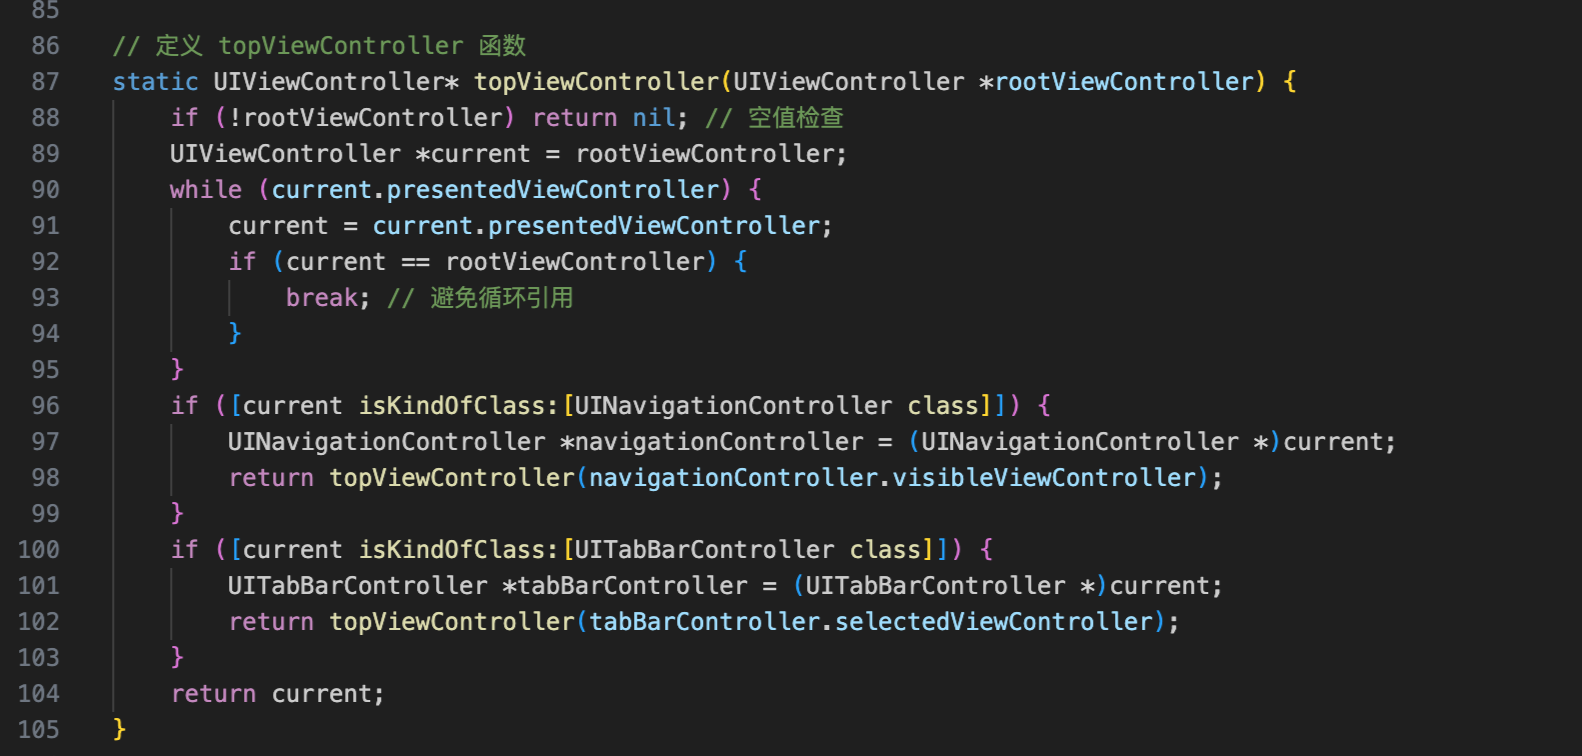 85
86 // 定义 topViewController 函数
87 static UIViewController* topViewController(UIViewController *rootViewController) {
88 if (!rootViewController) return nil; // 空值检查
89 UIViewController *current = rootViewController;
90 while (current.presentedViewController) {
91 current = current.presentedViewController;
92 if (current == rootViewController) {
93 break; // 避免循环引用
94 }
95 }
96 if ([current isKindOfClass:[UINavigationController class]]) {
97 UINavigationController *navigationController = (UINavigationController *)current;
98 return topViewController(navigationController.visibleViewController);
99 }
100 if ([current isKindOfClass:[UITabBarController class]]) {
101 UITabBarController *tabBarController = (UITabBarController *)current;
102 return topViewController(tabBarController.selectedViewController);
103 }
104 return current;
105 }